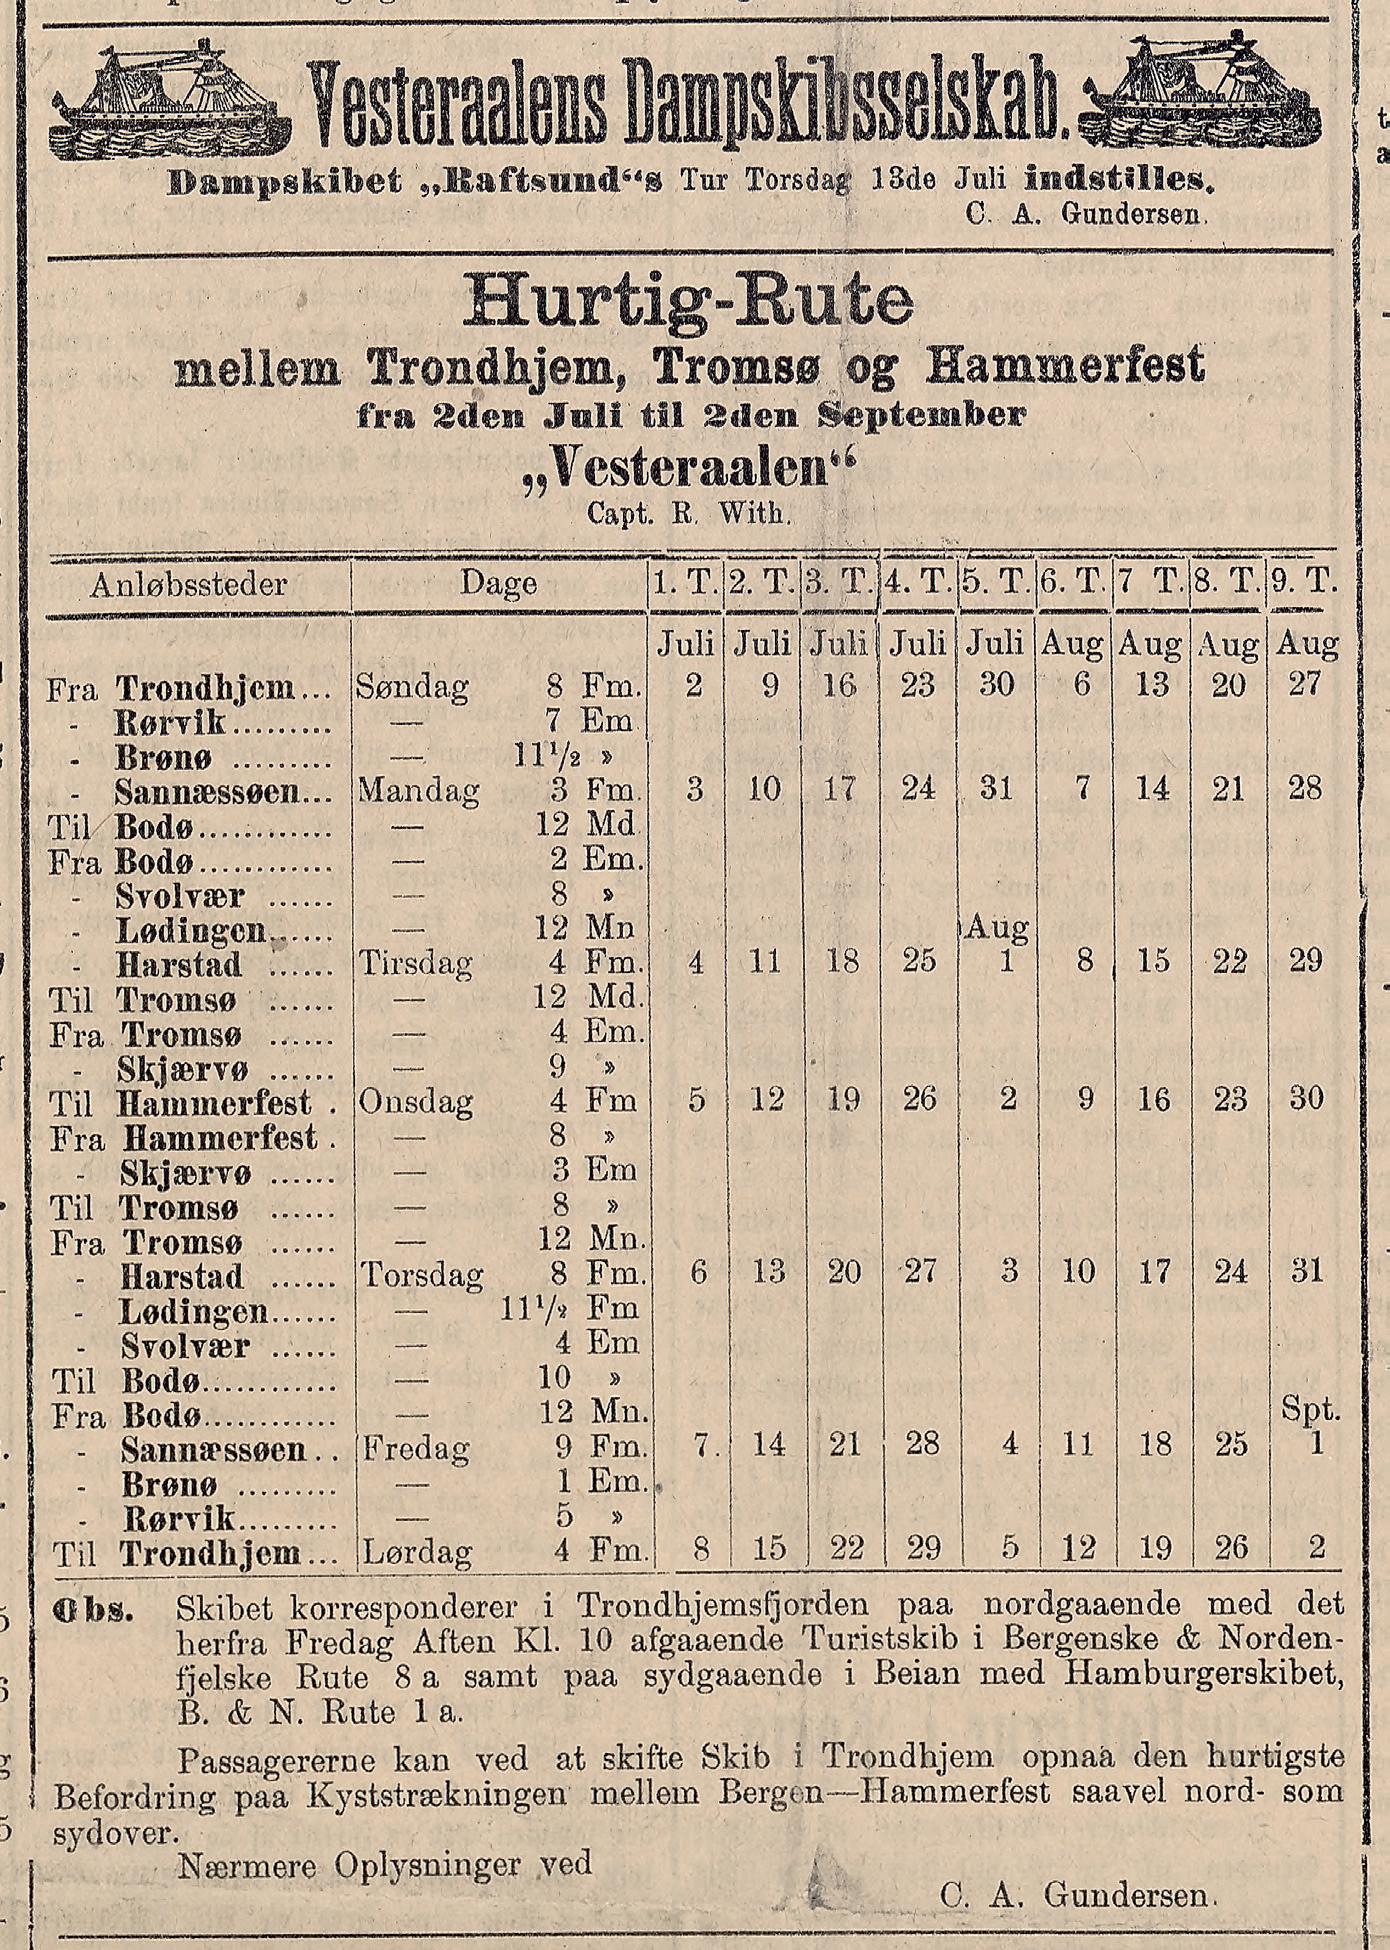 Vesteraalens Dampskibsselskab.
Dampskibet „Raftsund“s Tur Torsdag 13de Juli indstilles.
C. A. Gundersen.
Hurtig-Rute
mellem Trondhjem, Tromsø og Hammerfest
fra 2den Juli til 2den September
„Vesteraalen“
Capt. R. With.
Anløbssteder Dage 1. T. 2. T. 3. T. 4. T. 5. T. 6. T. 7 T. 8. T. 9. T.
Juli Juli Juli Juli Juli Aug Aug Aug Aug
Fra Trondhjem... Søndag 8 Fm. 2 9 16 23 30 6 13 20 27
- Rørvik......... — 7 Em
- Brønø ......... — 11½ »
- Sannæssøen... Mandag 3 Fm. 3 10 17 24 31 7 14 21 28
Til Bodø............ — 12 Md
Fra Bodø............ — 2 Em.
- Svolvær ...... — 8 »
- Lødingen...... — 12 Mn Aug
- Harstad ...... Tirsdag 4 Fm. 4 11 18 25 1 8 15 22 29
Til Tromsø ...... — 12 Md.
Fra Tromsø ...... — 4 Em.
- Skjærvø ...... — 9 »
Til Hammerfest . Onsdag 4 Fm 5 12 19 26 2 9 16 23 30
Fra Hammerfest . — 8 »
- Skjærvø ...... — 3 Em
Til Tromsø ...... — 8 »
Fra Tromsø ...... — 12 Mn.
- Harstad ...... Torsdag 8 Fm. 6 13 20 27 3 10 17 24 31
- Lødingen...... — 11½ Fm
- Svolvær ...... — 4 Em
Til Bodø............ — 10 »
Fra Bodø............ — 12 Mn. Spt.
- Sannæssøen.. Fredag 9 Fm. 7. 14 21 28 4 11 18 25 1
- Brønø ......... — 1 Em.
- Rørvik......... — 5 »
Til Trondhjem... Lørdag 4 Fm. 8 15 22 29 5 12 19 26 2
Obs. Skibet korresponderer i Trondhjemsfjorden paa nordgaaende med det
herfra Fredag Aften Kl. 10 afgaaende Turistskib i Bergenske & Norden-
fjelske Rute 8 a samt paa sydgaaende i Beian med Hamburgerskibet,
B. & N. Rute 1 a.
Passagererne kan ved at skifte Skib i Trondhjem opnaa den hurtigste
Befordring paa Kyststrækningen mellem Bergen—Hammerfest saavel nord- som
sydover.
Nærmere Oplysninger ved
C. A. Gundersen.